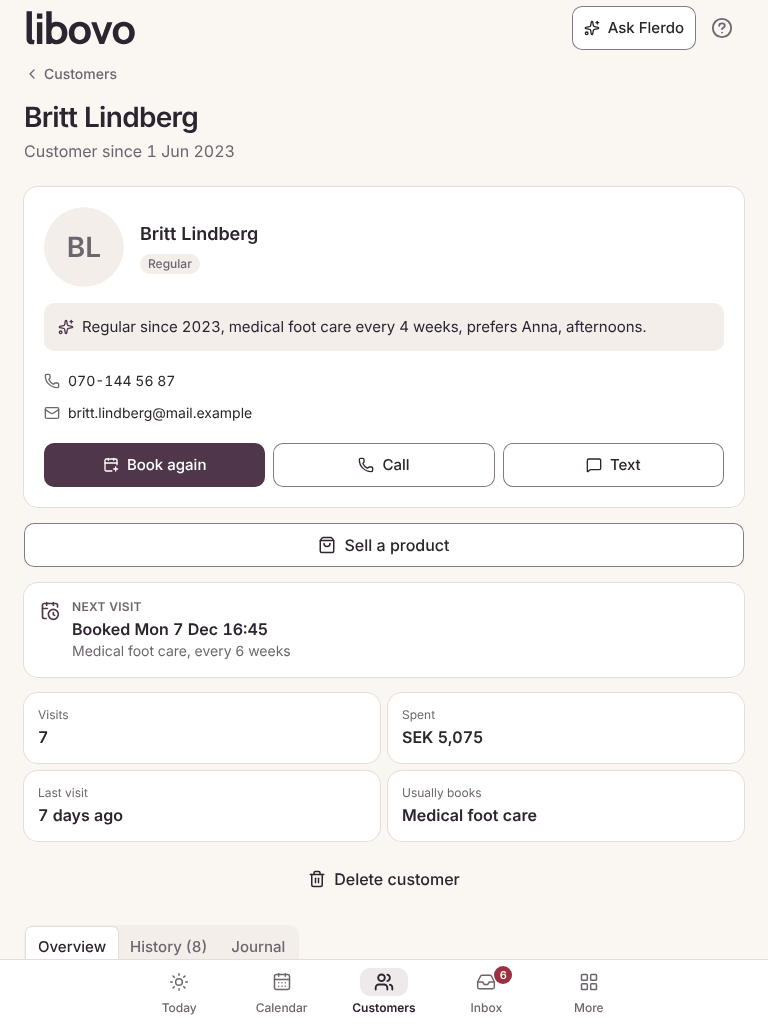 libovo
Ask Flerdo
Customers
Britt Lindberg
Customer since 1 Jun 2023
BL
Britt Lindberg
Regular
Regular since 2023, medical foot care every 4 weeks, prefers Anna, afternoons.
070-144 56 87
britt.lindberg@mail.example
Book again
Call
Text
Sell a product
NEXT VISIT
Booked Mon 7 Dec 16:45
Medical foot care, every 6 weeks
Visits
7
Spent
SEK 5,075
Last visit
7 days ago
Usually books
Medical foot care
Delete customer
Overview
History (8)
Journal
6
Today
Calendar
Customers
Inbox
More